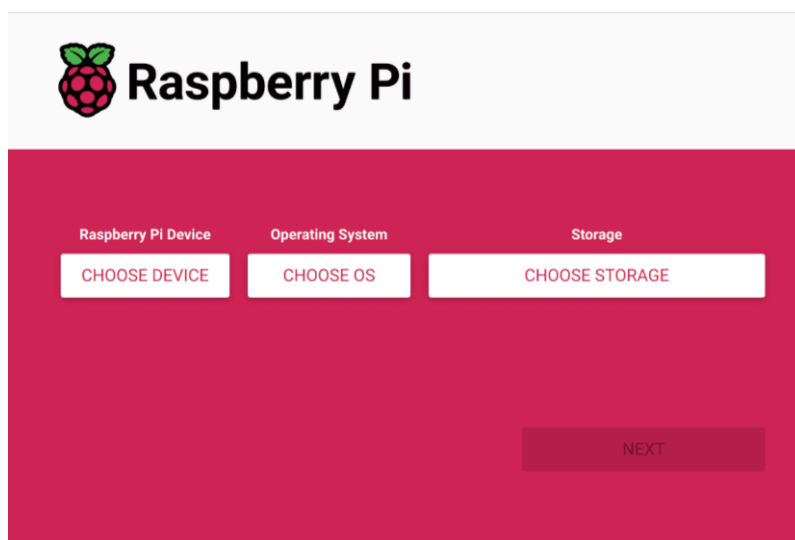 Raspberry Pi
Raspberry Pi Device Operating System Storage
CHOOSE DEVICE CHOOSE OS CHOOSE STORAGE
NEXT